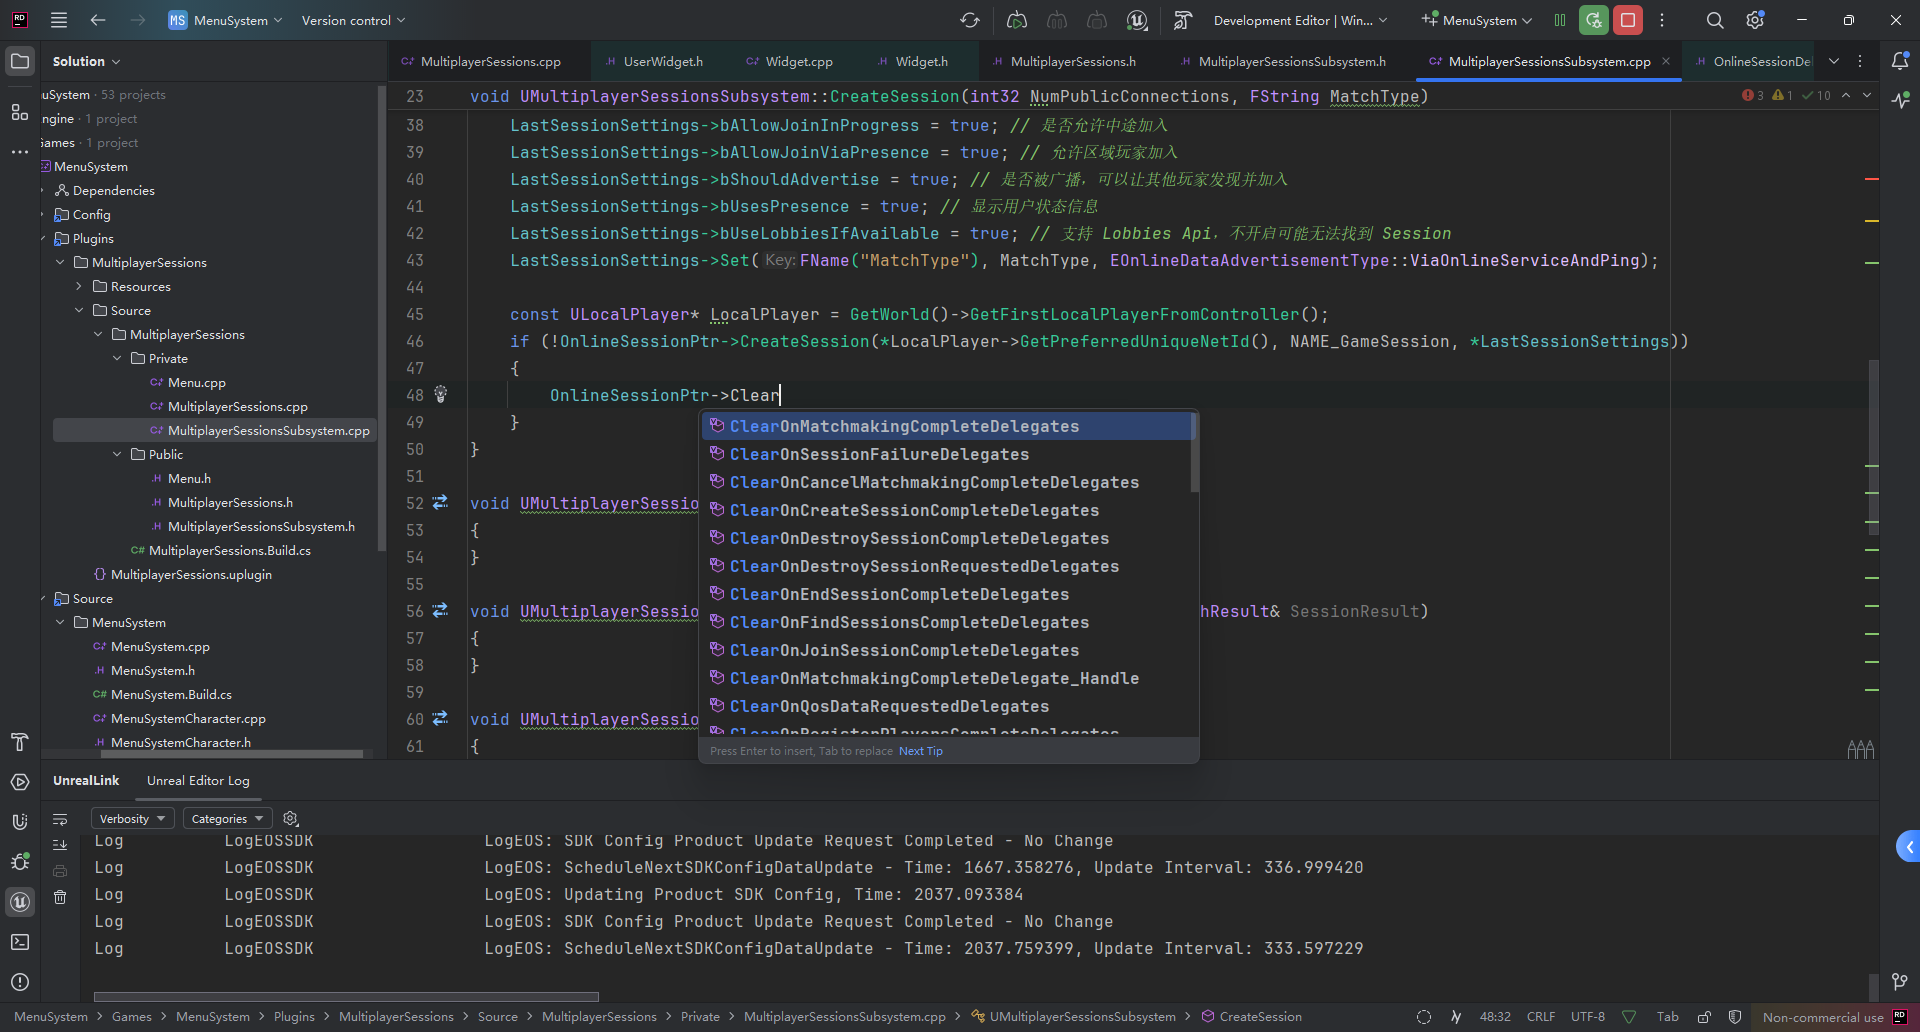 MS MenuSystem Version control Development Editor | Win... MenuSystem
Solution
MultiplayerSessions.cpp UserWidget.h Widget.cpp Widget.h MultiplayerSessions.h MultiplayerSessionsSubsystem.h MultiplayerSessionsSubsystem.cpp OnlineSessionDel
uSystem · 53 projects
ngine · 1 project
Games · 1 project
MenuSystem
Dependencies
Config
Plugins
MultiplayerSessions
Resources
Source
MultiplayerSessions
Private
Menu.cpp
MultiplayerSessions.cpp
MultiplayerSessionsSubsystem.cpp
Public
Menu.h
MultiplayerSessions.h
MultiplayerSessionsSubsystem.h
MultiplayerSessions.Build.cs
MultiplayerSessions.uplugin
Source
MenuSystem
MenuSystem.cpp
MenuSystem.h
MenuSystem.Build.cs
MenuSystemCharacter.cpp
MenuSystemCharacter.h
23 void UMultiplayerSessionsSubsystem::CreateSession(int32 NumPublicConnections, FString MatchType) 3 1 10
38 LastSessionSettings->bAllowJoinInProgress = true; // 是否允许中途加入
39 LastSessionSettings->bAllowJoinViaPresence = true; // 允许区域玩家加入
40 LastSessionSettings->bShouldAdvertise = true; // 是否被广播，可以让其他玩家发现并加入
41 LastSessionSettings->bUsesPresence = true; // 显示用户状态信息
42 LastSessionSettings->bUseLobbiesIfAvailable = true; // 支持 Lobbies Api，不开启可能无法找到 Session
43 LastSessionSettings->Set(Key: FName("MatchType"), MatchType, EOnlineDataAdvertisementType::ViaOnlineServiceAndPing);
44
45 const ULocalPlayer* LocalPlayer = GetWorld()->GetFirstLocalPlayerFromController();
46 if (!OnlineSessionPtr->CreateSession(*LocalPlayer->GetPreferredUniqueNetId(), NAME_GameSession, *LastSessionSettings))
47 {
48 OnlineSessionPtr->Clear
49 }
50 }
51
52 void UMultiplayerSessio
53 {
54 }
55
56 void UMultiplayerSessio hResult& SessionResult)
57 {
58 }
59
60 void UMultiplayerSessio
61 {
ClearOnMatchmakingCompleteDelegates
ClearOnSessionFailureDelegates
ClearOnCancelMatchmakingCompleteDelegates
ClearOnCreateSessionCompleteDelegates
ClearOnDestroySessionCompleteDelegates
ClearOnDestroySessionRequestedDelegates
ClearOnEndSessionCompleteDelegates
ClearOnFindSessionsCompleteDelegates
ClearOnJoinSessionCompleteDelegates
ClearOnMatchmakingCompleteDelegate_Handle
ClearOnQosDataRequestedDelegates
ClearOnRegisterPlayersCompleteDelegates
Press Enter to insert, Tab to replace Next Tip
UnrealLink Unreal Editor Log
Verbosity Categories
Log LogEOSSDK LogEOS: SDK Config Product Update Request Completed - No Change
Log LogEOSSDK LogEOS: ScheduleNextSDKConfigDataUpdate - Time: 1667.358276, Update Interval: 336.999420
Log LogEOSSDK LogEOS: Updating Product SDK Config, Time: 2037.093384
Log LogEOSSDK LogEOS: SDK Config Product Update Request Completed - No Change
Log LogEOSSDK LogEOS: ScheduleNextSDKConfigDataUpdate - Time: 2037.759399, Update Interval: 333.597229
MenuSystem > Games > MenuSystem > Plugins > MultiplayerSessions > Source > MultiplayerSessions > Private > MultiplayerSessionsSubsystem.cpp > UMultiplayerSessionsSubsystem > CreateSession 48:32 CRLF UTF-8 Tab Non-commercial use RD